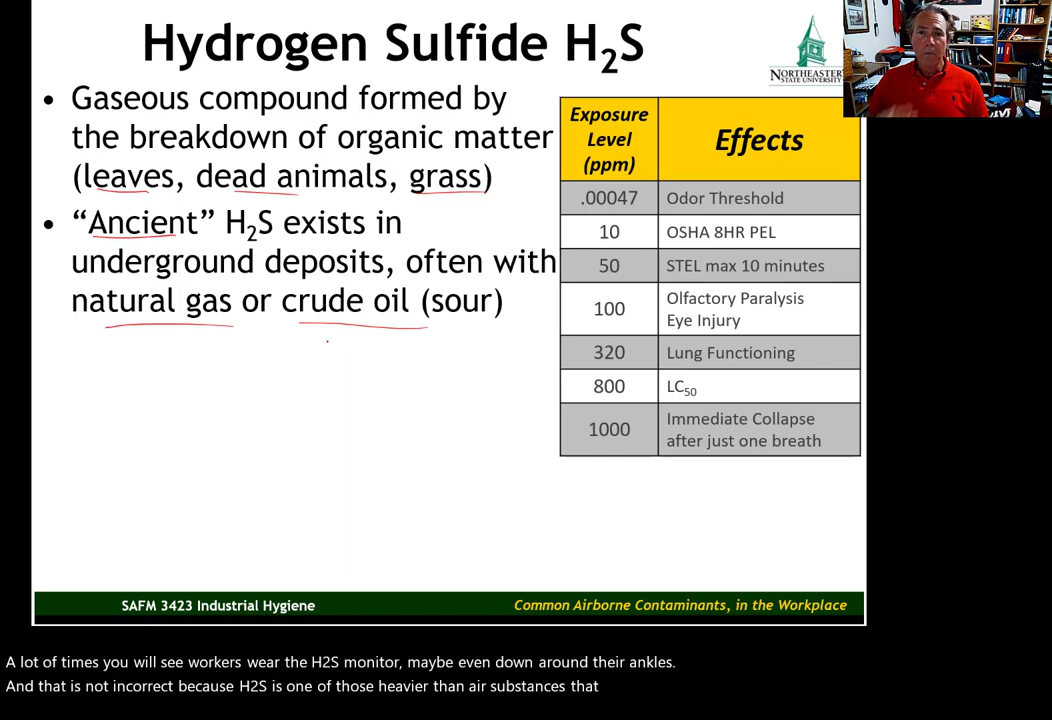 Hydrogen Sulfide H₂S
NORTHEASTE
STATE UNIVERSITY
• Gaseous compound formed by
the breakdown of organic matter
(leaves, dead animals, grass)
• “Ancient” H₂S exists in
underground deposits, often with
natural gas or crude oil (sour)
Exposure
Level
(ppm)
Effects
.00047 Odor Threshold
10 OSHA 8HR PEL
50 STEL max 10 minutes
100 Olfactory Paralysis
Eye Injury
320 Lung Functioning
800 LC₅₀
1000 Immediate Collapse
after just one breath
SAFM 3423 Industrial Hygiene
Common Airborne Contaminants, in the Workplace
A lot of times you will see workers wear the H2S monitor, maybe even down around their ankles.
And that is not incorrect because H2S is one of those heavier than air substances that